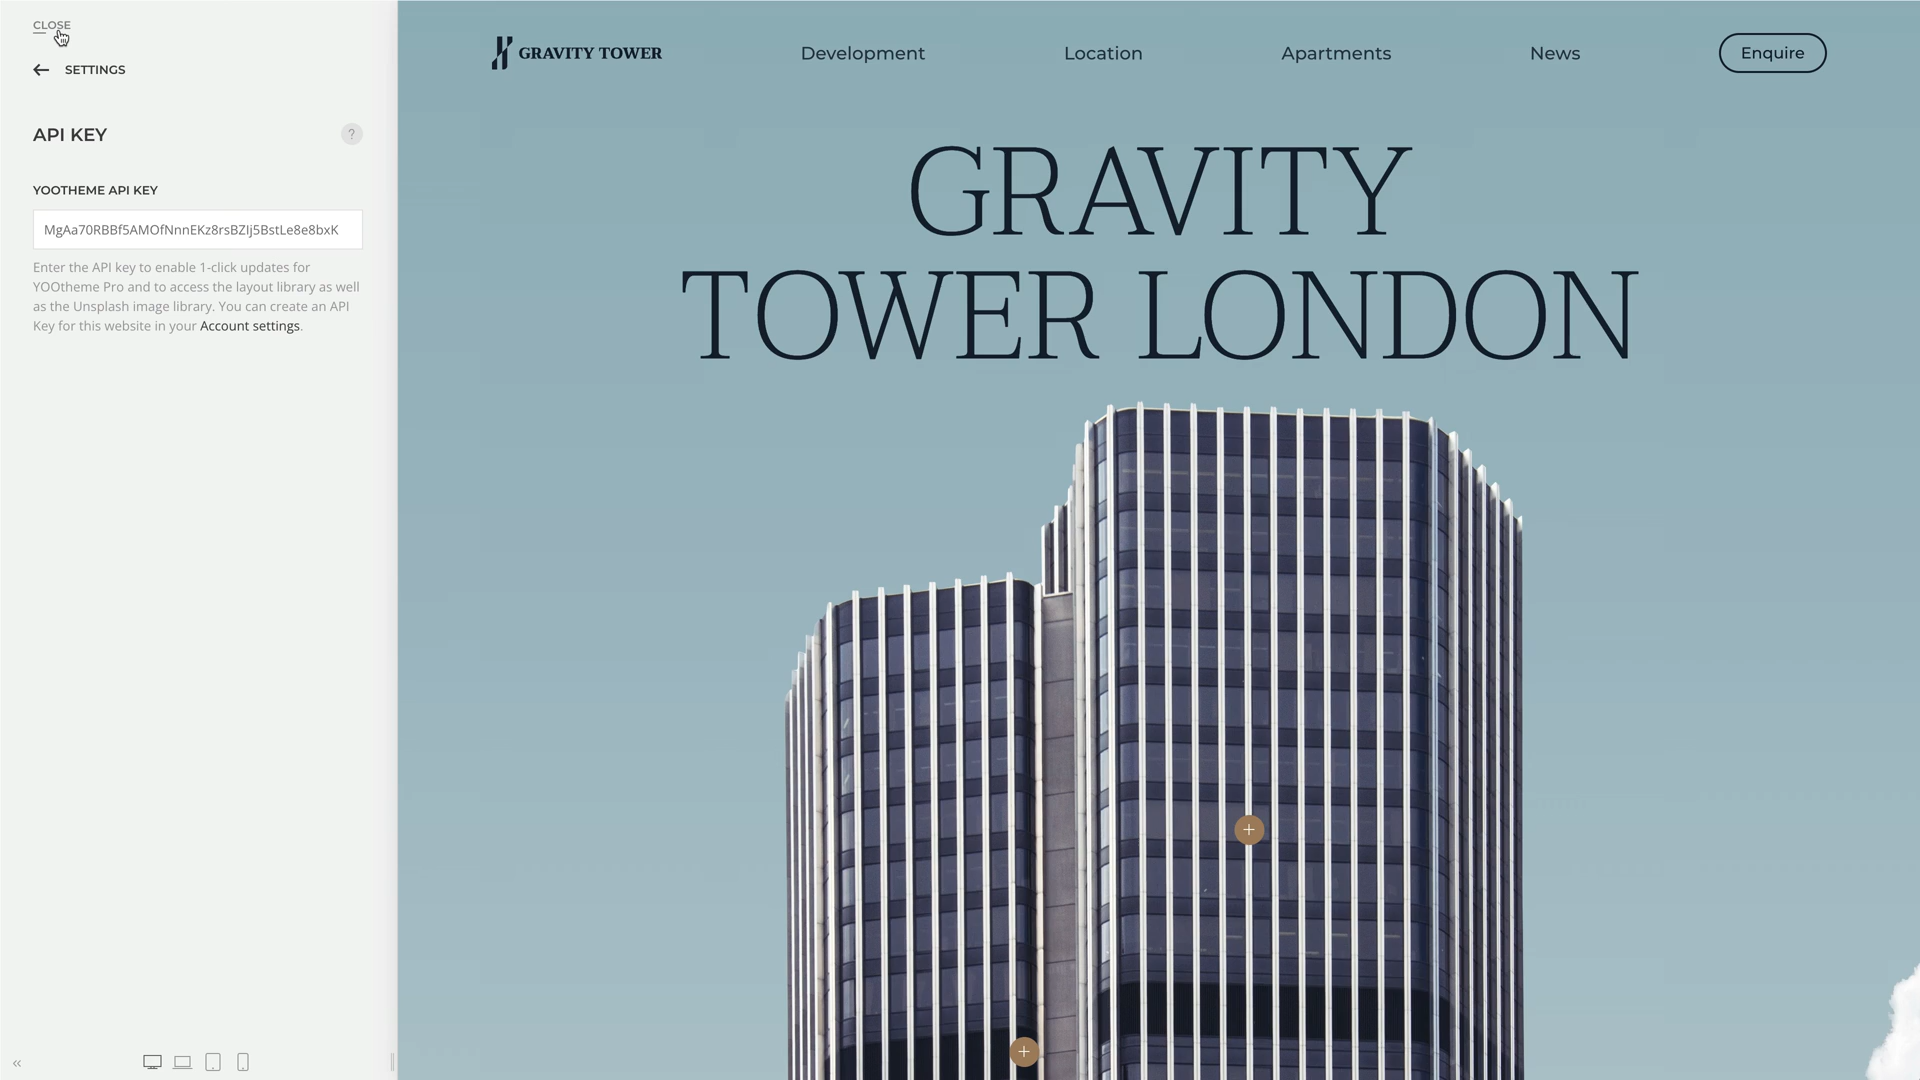 CLOSE
SETTINGS
API KEY
?
YOOTHEME API KEY
MgAa70RBBf5AMOfNnnEKz8rsBZIj5BstLe8e8bxK
Enter the API key to enable 1-click updates for
YOOtheme Pro and to access the layout library as well
as the Unsplash image library. You can create an API
Key for this website in your Account settings.
GRAVITY TOWER
Development
Location
Apartments
News
Enquire
GRAVITY
TOWER LONDON